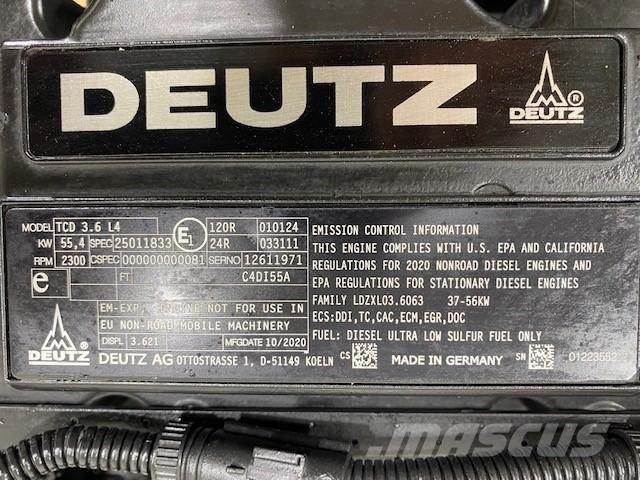 DEUTZ
DEUTZ ®
MODEL TCD 3.6 L4 E1 120R 010124
KW 55,4 SPEC 25011833 24R 033111
RPM 2300 CSPEC 000000000081 SERNO 12611971
e FT C4DI55A
EM-EXP, ENGINE NOT FOR USE IN
EU NON-ROAD MOBILE MACHINERY
DISPL 3.621 MFGDATE 10/2020
DEUTZ
DEUTZ AG OTTOSTRASSE 1, D-51149 KOELN
EMISSION CONTROL INFORMATION
THIS ENGINE COMPLIES WITH U.S. EPA AND CALIFORNIA
REGULATIONS FOR 2020 NONROAD DIESEL ENGINES AND
EPA REGULATIONS FOR STATIONARY DIESEL ENGINES
FAMILY LDZXL03.6063 37-56KW
ECS:DDI,TC,CAC,ECM,EGR,DOC
FUEL: DIESEL ULTRA LOW SULFUR FUEL ONLY
CS MADE IN GERMANY SN 01223552
MASCUS